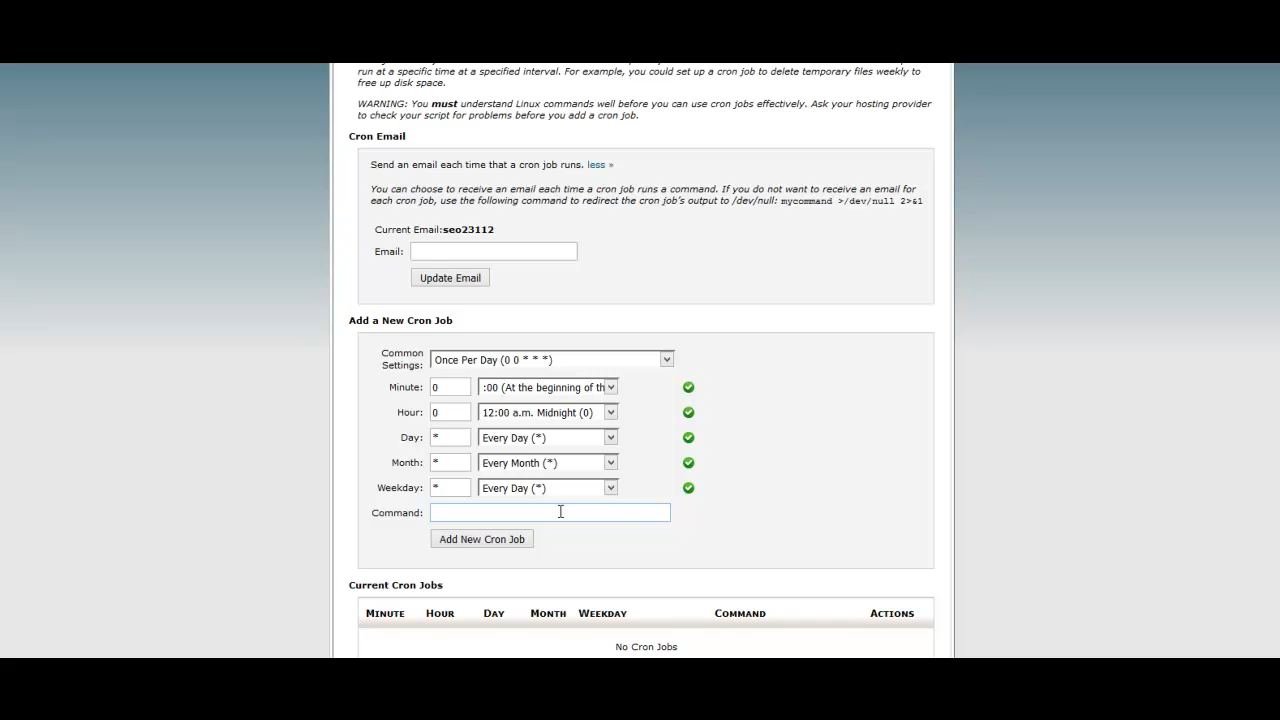 run at a specific time at a specified interval. For example, you could set up a cron job to delete temporary files weekly to
free up disk space.
WARNING: You must understand Linux commands well before you can use cron jobs effectively. Ask your hosting provider
to check your script for problems before you add a cron job.
Cron Email
Send an email each time that a cron job runs. less »
You can choose to receive an email each time a cron job runs a command. If you do not want to receive an email for
each cron job, use the following command to redirect the cron job's output to /dev/null: mycommand >/dev/null 2>&1
Current Email:seo23112
Email:
Update Email
Add a New Cron Job
Common
Settings: Once Per Day (0 0 * * *)
Minute: 0 :00 (At the beginning of th
Hour: 0 12:00 a.m. Midnight (0)
Day: * Every Day (*)
Month: * Every Month (*)
Weekday: * Every Day (*)
Command:
Add New Cron Job
Current Cron Jobs
MINUTE HOUR DAY MONTH WEEKDAY COMMAND ACTIONS
No Cron Jobs